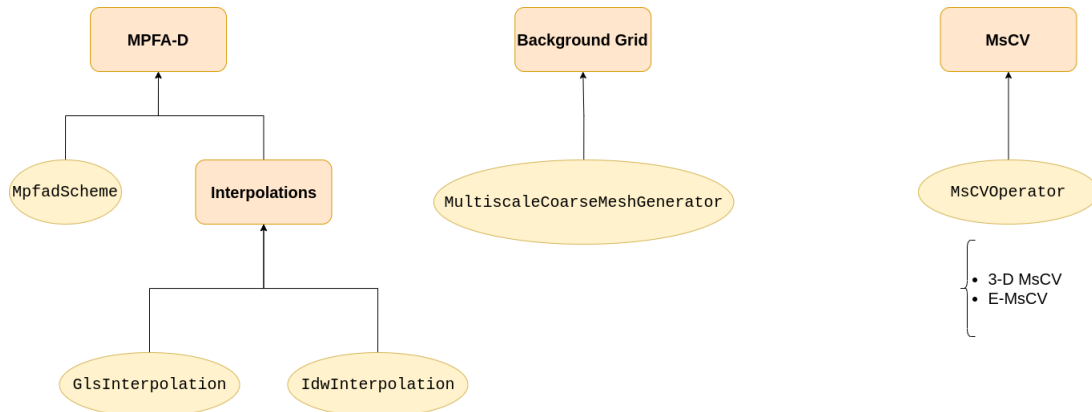 MPFA-D
Background Grid
MsCV
MpfadScheme
Interpolations
MultiscaleCoarseMeshGenerator
MsCVOperator
• 3-D MsCV
• E-MsCV
GlsInterpolation
IdwInterpolation